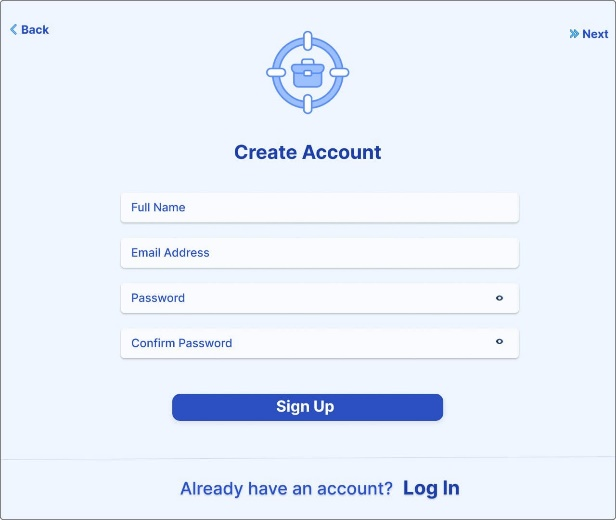 Back
Next
Create Account
Full Name
Email Address
Password
Confirm Password
Sign Up
Already have an account? Log In